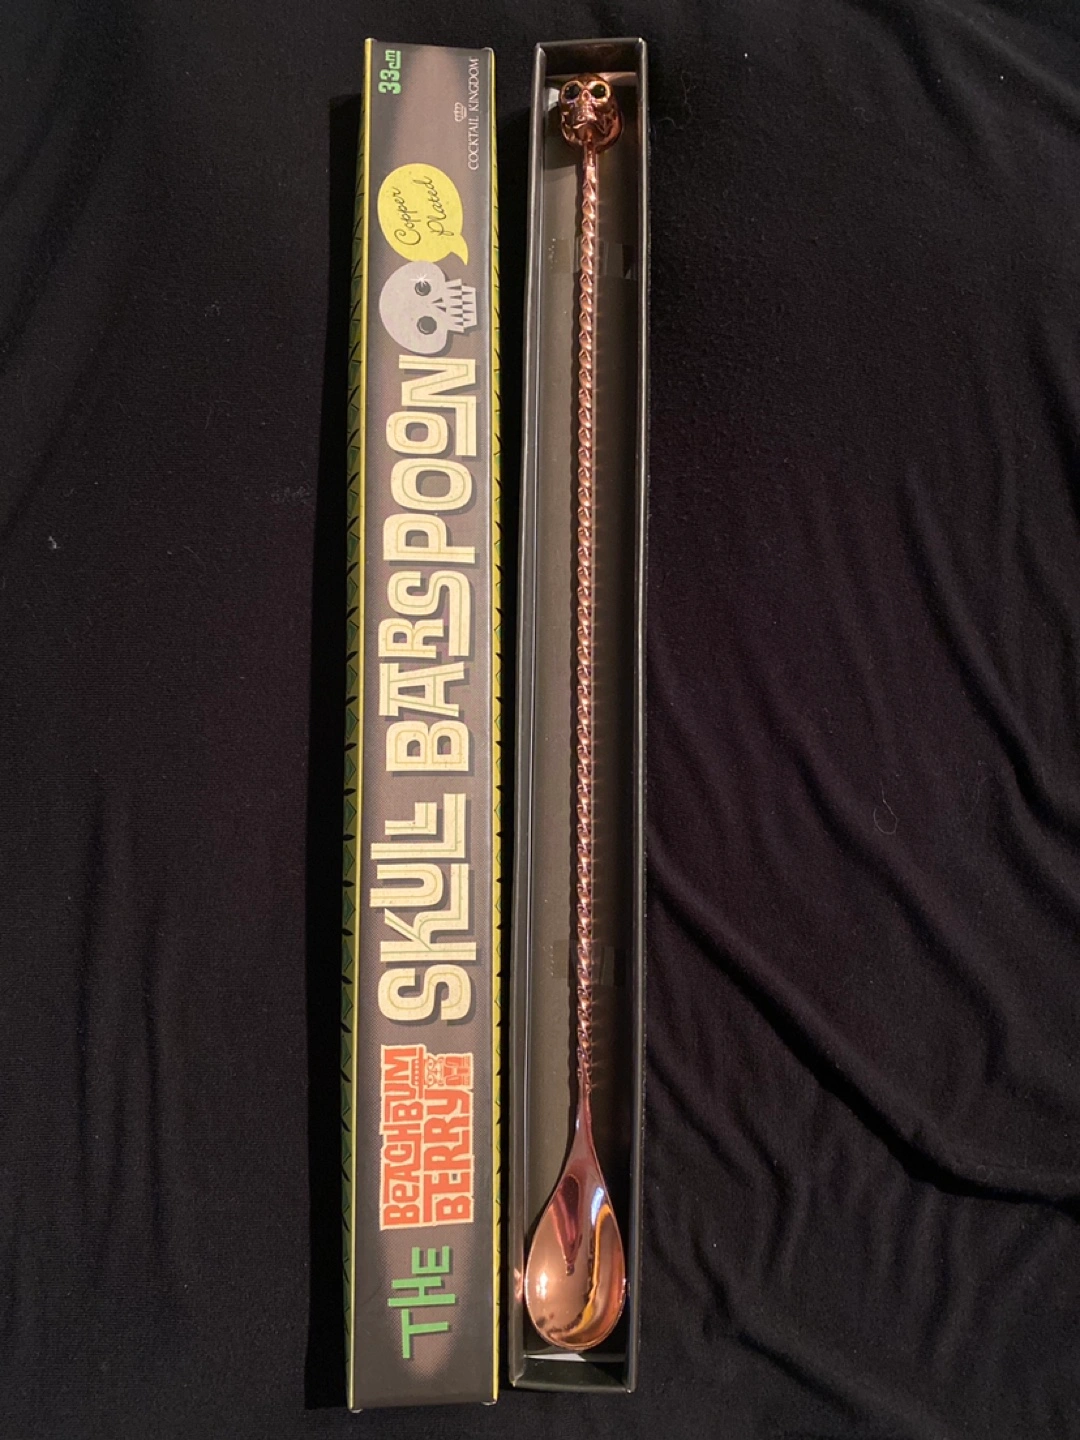 THE
BEACHBUM
BERRY
SKULL BARSPOON
Copper
Plated
33cm
COCKTAIL KINGDOM